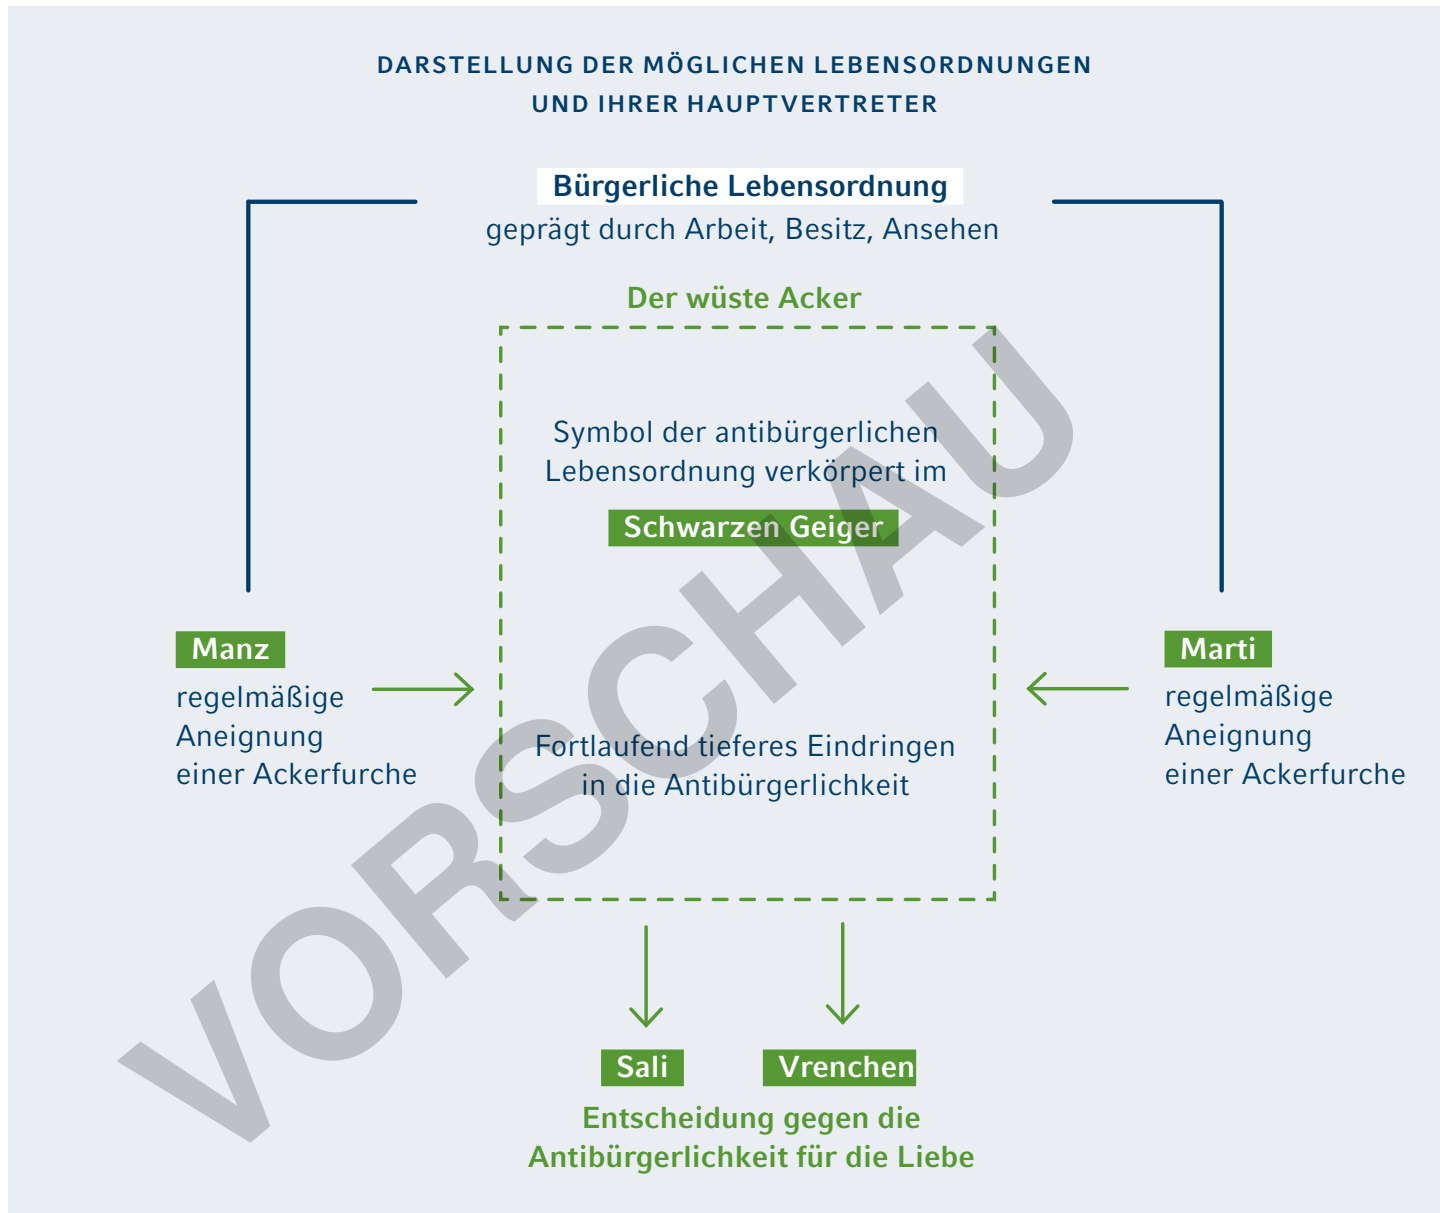 DARSTELLUNG DER MÖGLICHEN LEBENSORDNUNGEN
UND IHRER HAUPTVERTRETER
Bürgerliche Lebensordnung
geprägt durch Arbeit, Besitz, Ansehen
Der wüste Acker
Symbol der antibürgerlichen
Lebensordnung verkörpert im
Schwarzen Geiger
Manz
regelmäßige
Aneignung
einer Ackerfurche
Fortlaufend tieferes Eindringen
in die Antibürgerlichkeit
Marti
regelmäßige
Aneignung
einer Ackerfurche
Sali
Vrenchen
Entscheidung gegen die
Antibürgerlichkeit für die Liebe
VORSCHAU